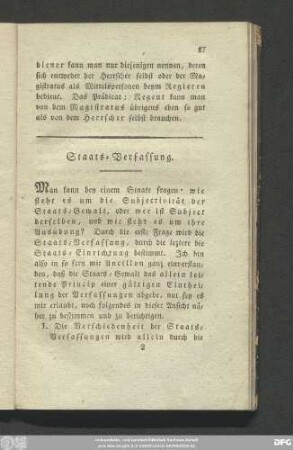 17
diener kann man nur diejenigen nennen, deren
sich entweder der Herrscher selbst oder der Ma-
gistratus als Mittelspersonen beym Regieren
bedient. Das Prädicat: Regent kann man
von dem Magistratus übrigens eben so gut
als von dem Herrscher selbst brauchen.
Staats-Verfassung.
Man kann bey einem Staate fragen: wie
steht es um die Subjectivität der
Staats-Gewalt, oder wer ist Subject
derselben, und wie steht es um ihre
Ausübung? Durch die erste Frage wird die
Staats-Verfassung, durch die leztere die
Staats-Einrichtung bestimmt. Ich bin
also in so fern mit Ancillon ganz einverstan-
den, daß die Staats-Gewalt das allein lei-
tende Princip einer gültigen Einthei-
lung der Verfassungen abgebe, nur sey es
mir erlaubt, noch folgendes in dieser Ansicht nä-
her zu bestimmen und zu berichtigen.
1. Die Verschiedenheit der Staats-
Verfassungen wird allein durch die
2
DFG